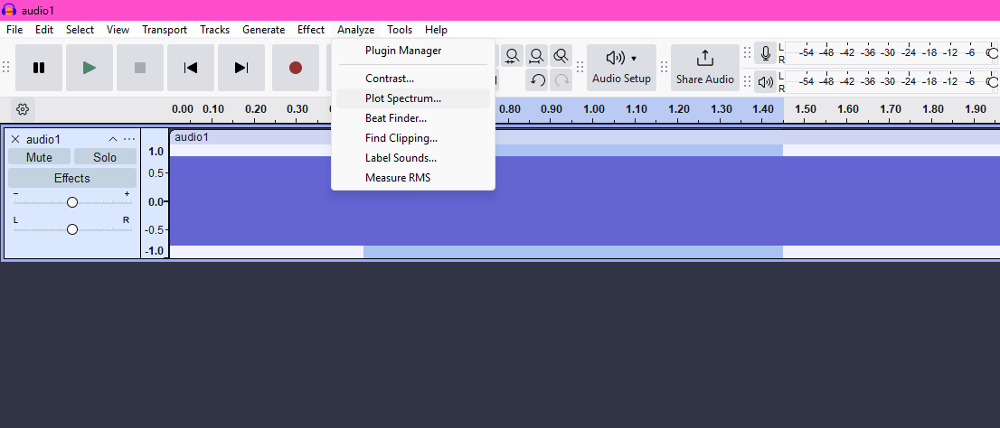 audio1
File Edit Select View Transport Tracks Generate Effect Analyze Tools Help
Plugin Manager
Contrast...
Plot Spectrum...
Beat Finder...
Find Clipping...
Label Sounds...
Measure RMS
Audio Setup
Share Audio
L
R
-54 -48 -42 -36 -30 -24 -18 -12 -6
L
R
-54 -48 -42 -36 -30 -24 -18 -12 -6
0.00 0.10 0.20 0.30 0.80 0.90 1.00 1.10 1.20 1.30 1.40 1.50 1.60 1.70 1.80 1.90
audio1
Mute Solo
Effects
- +
L R
1.0
0.5
0.0
-0.5
-1.0
audio1